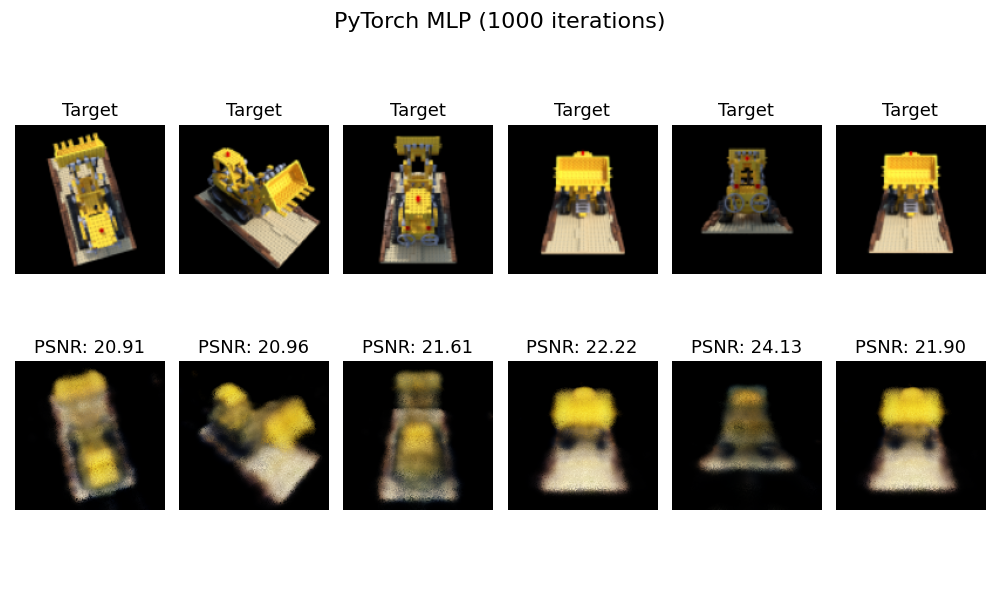 PyTorch MLP (1000 iterations)
Target Target Target Target Target Target
PSNR: 20.91 PSNR: 20.96 PSNR: 21.61 PSNR: 22.22 PSNR: 24.13 PSNR: 21.90